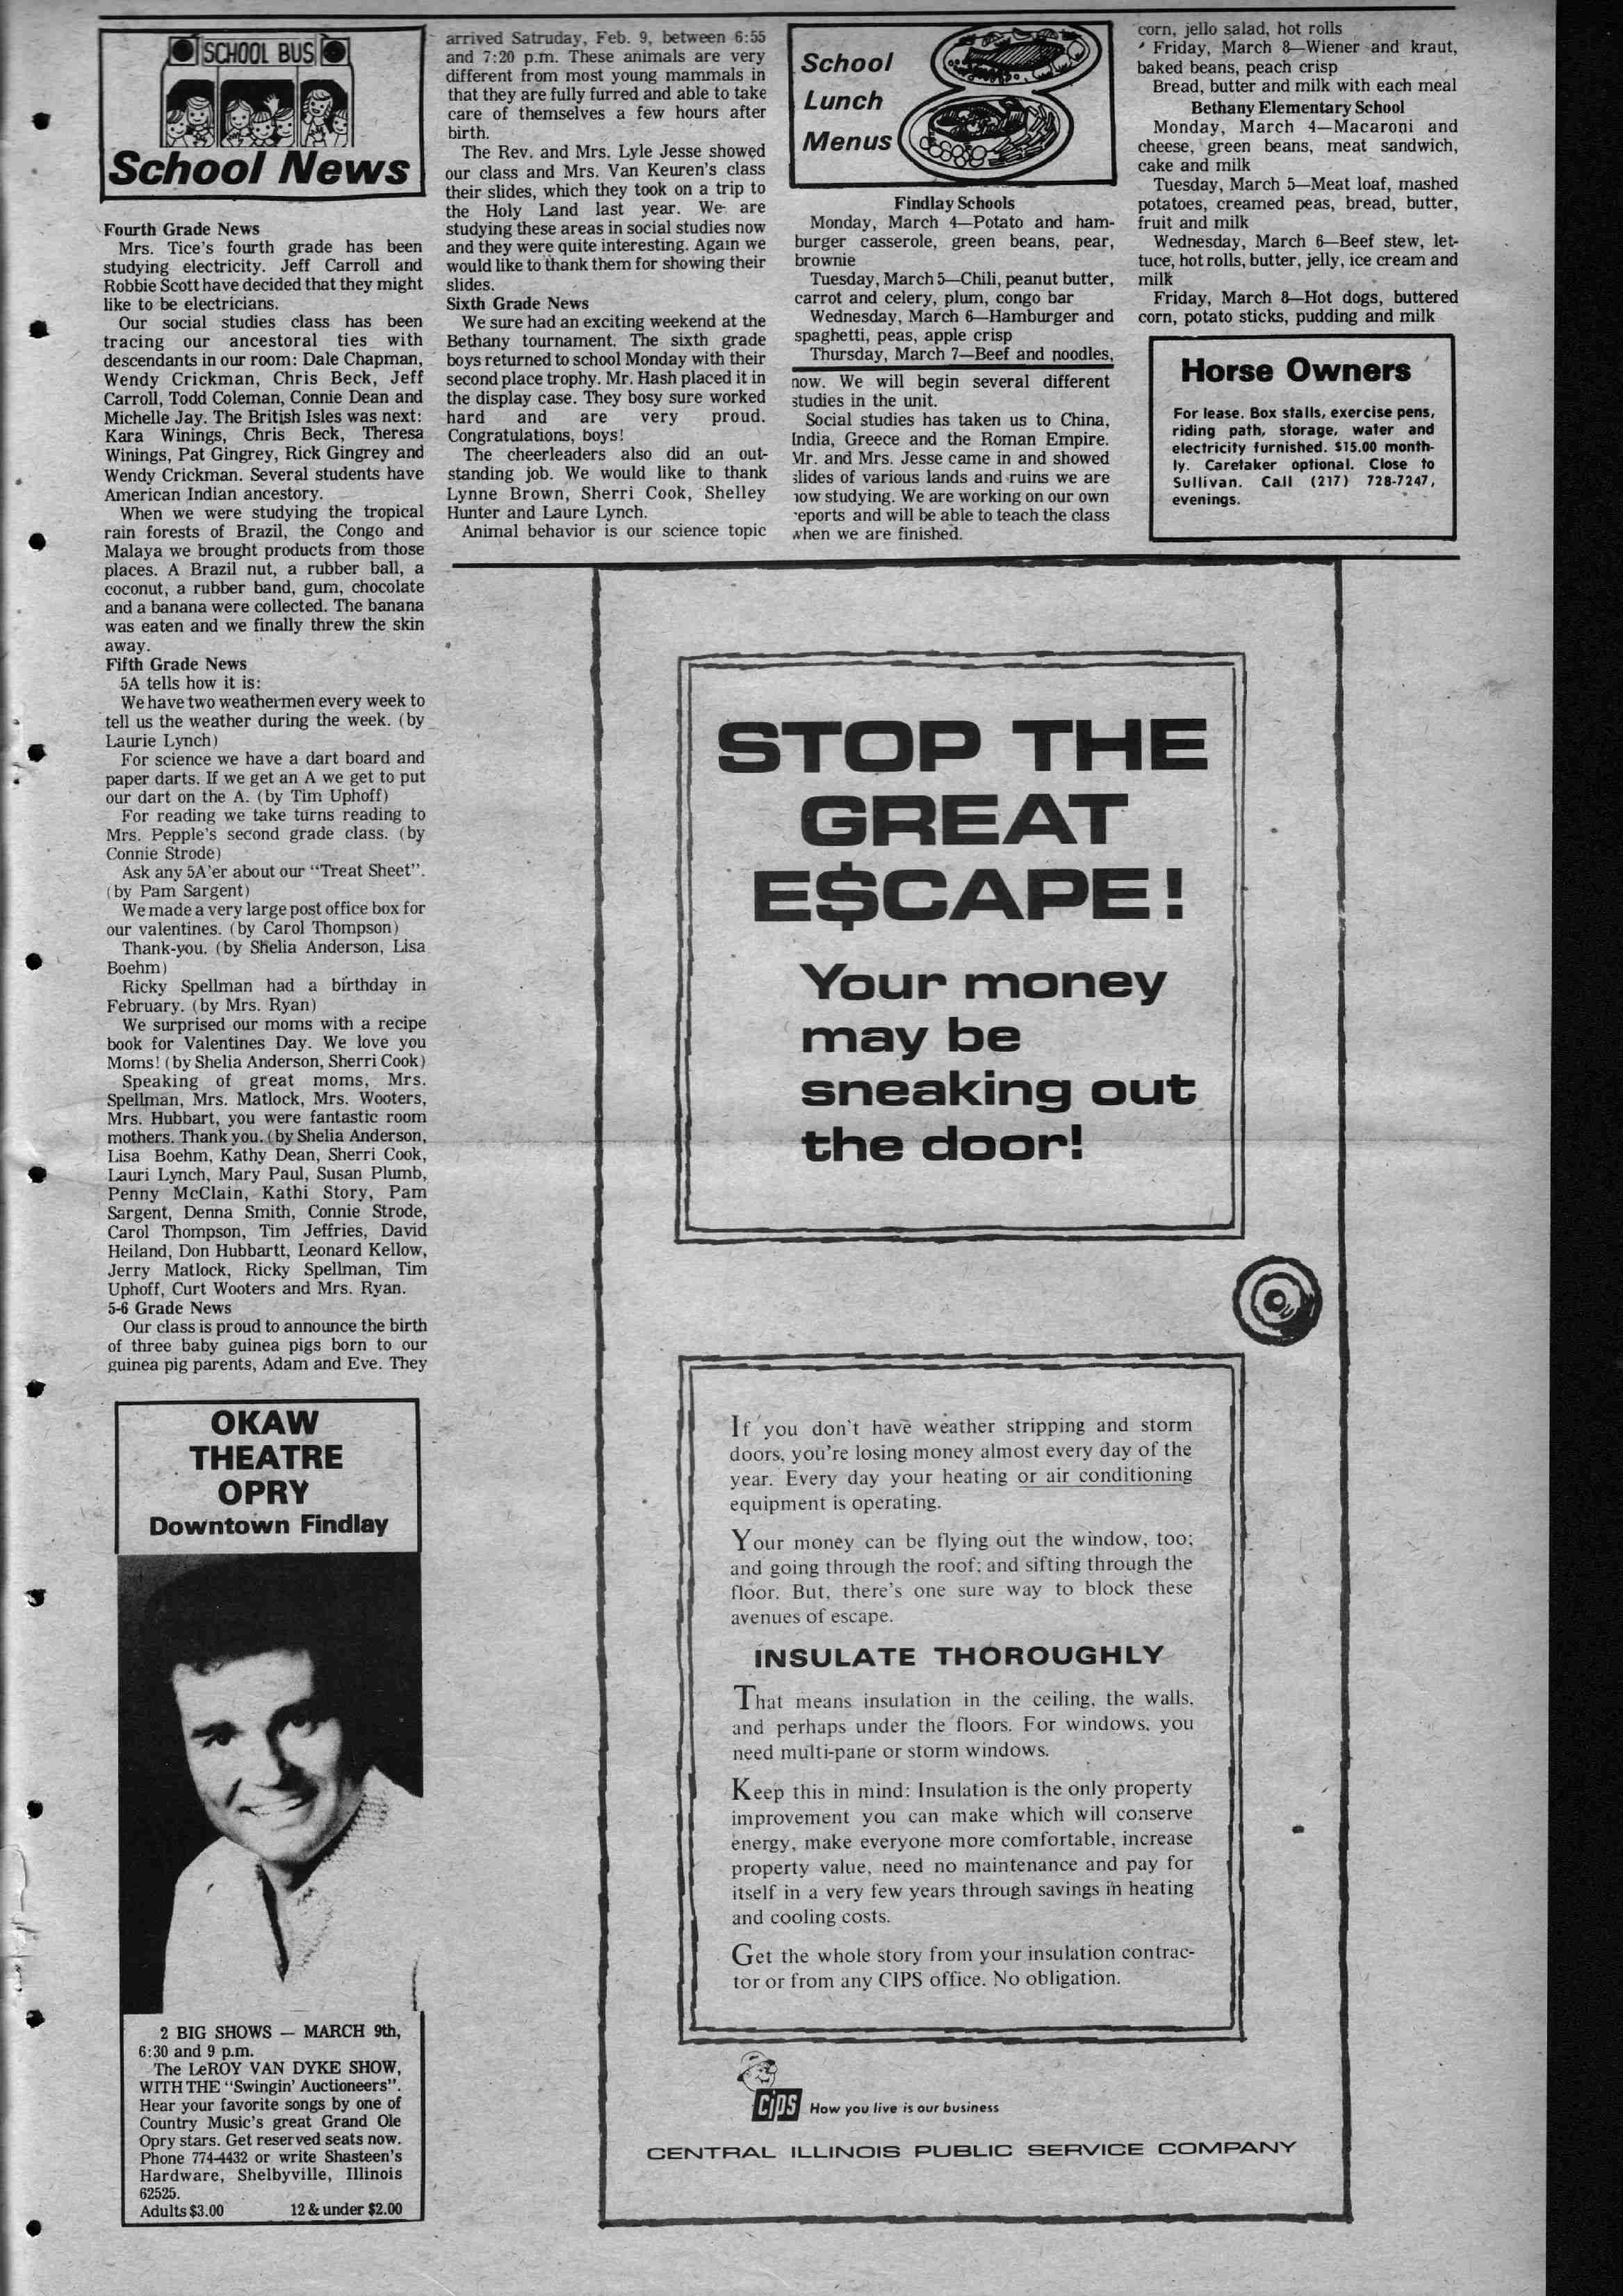 SCHOOL BUS
School News
Fourth Grade News
Mrs. Tice's fourth grade has been
studying electricity. Jeff Carroll and
Robbie Scott have decided that they might
like to be electricians.
Our social studies class has been
tracing our ancestoral ties with
descendants in our room: Dale Chapman,
Wendy Crickman, Chris Beck, Jeff
Carroll, Todd Coleman, Connie Dean and
Michelle Jay. The British Isles was next:
Kara Winings, Chris Beck, Theresa
Winings, Pat Gingrey, Rick Gingrey and
Wendy Crickman. Several students have
American Indian ancestory.
When we were studying the tropical
rain forests of Brazil, the Congo and
Malaya we brought products from those
places. A Brazil nut, a rubber ball, a
coconut, a rubber band, gum, chocolate
and a banana were collected. The banana
was eaten and we finally threw the skin
away.
Fifth Grade News
5A tells how it is:
We have two weathermen every week to
tell us the weather during the week. (by
Laurie Lynch)
For science we have a dart board and
paper darts. If we get an A we get to put
our dart on the A. (by Tim Uphoff)
For reading we take turns reading to
Mrs. Pepple's second grade class. (by
Connie Strode)
Ask any 5A'er about our "Treat Sheet".
(by Pam Sargent)
We made a very large post office box for
our valentines. (by Carol Thompson)
Thank-you. (by Shelia Anderson, Lisa
Boehm)
Ricky Spellman had a birthday in
February. (by Mrs. Ryan)
We surprised our moms with a recipe
book for Valentines Day. We love you
Moms! (by Shelia Anderson, Sherri Cook)
Speaking of great moms, Mrs.
Spellman, Mrs. Matlock, Mrs. Wooters,
Mrs. Hubbart, you were fantastic room
mothers. Thank you. (by Shelia Anderson,
Lisa Boehm, Kathy Dean, Sherri Cook,
Lauri Lynch, Mary Paul, Susan Plumb,
Penny McClain, Kathi Story, Pam
Sargent, Denna Smith, Connie Strode,
Carol Thompson, Tim Jeffries, David
Heiland, Don Hubbartt, Leonard Kellow,
Jerry Matlock, Ricky Spellman, Tim
Uphoff, Curt Wooters and Mrs. Ryan.
5-6 Grade News
Our class is proud to announce the birth
of three baby guinea pigs born to our
guinea pig parents, Adam and Eve. They
arrived Satruday, Feb. 9, between 6:55
and 7:20 p.m. These animals are very
different from most young mammals in
that they are fully furred and able to take
care of themselves a few hours after
birth.
The Rev. and Mrs. Lyle Jesse showed
our class and Mrs. Van Keuren's class
their slides, which they took on a trip to
the Holy Land last year. We are
studying these areas in social studies now
and they were quite interesting. Again we
would like to thank them for showing their
slides.
Sixth Grade News
We sure had an exciting weekend at the
Bethany tournament. The sixth grade
boys returned to school Monday with their
second place trophy. Mr. Hash placed it in
the display case. They bosy sure worked
hard and are very proud.
Congratulations, boys!
The cheerleaders also did an out-
standing job. We would like to thank
Lynne Brown, Sherri Cook, Shelley
Hunter and Laure Lynch.
Animal behavior is our science topic
now. We will begin several different
studies in the unit.
Social studies has taken us to China,
India, Greece and the Roman Empire.
Mr. and Mrs. Jesse came in and showed
slides of various lands and ruins we are
now studying. We are working on our own
reports and will be able to teach the class
when we are finished.
School
Lunch
Menus
Findlay Schools
Monday, March 4—Potato and ham-
burger casserole, green beans, pear,
brownie
Tuesday, March 5—Chili, peanut butter,
carrot and celery, plum, congo bar
Wednesday, March 6—Hamburger and
spaghetti, peas, apple crisp
Thursday, March 7—Beef and noodles,
corn, jello salad, hot rolls
Friday, March 8—Wiener and kraut,
baked beans, peach crisp
Bread, butter and milk with each meal
Bethany Elementary School
Monday, March 4—Macaroni and
cheese, green beans, meat sandwich,
cake and milk
Tuesday, March 5—Meat loaf, mashed
potatoes, creamed peas, bread, butter,
fruit and milk
Wednesday, March 6—Beef stew, let-
tuce, hot rolls, butter, jelly, ice cream and
milk
Friday, March 8—Hot dogs, buttered
corn, potato sticks, pudding and milk
Horse Owners
For lease. Box stalls, exercise pens,
riding path, storage, water and
electricity furnished. $15.00 month-
ly. Caretaker optional. Close to
Sullivan. Call (217) 728-7247,
evenings.
OKAW
THEATRE
OPRY
Downtown Findlay
2 BIG SHOWS — MARCH 9th,
6:30 and 9 p.m.
The LeROY VAN DYKE SHOW,
WITH THE "Swingin' Auctioneers".
Hear your favorite songs by one of
Country Music's great Grand Ole
Opry stars. Get reserved seats now.
Phone 774-4432 or write Shasteen's
Hardware, Shelbyville, Illinois
62525.
Adults $3.00 12 & under $2.00
STOP THE
GREAT
E$CAPE!
Your money
may be
sneaking out
the door!
If you don't have weather stripping and storm
doors, you're losing money almost every day of the
year. Every day your heating or air conditioning
equipment is operating.
Your money can be flying out the window, too;
and going through the roof; and sifting through the
floor. But, there's one sure way to block these
avenues of escape.
INSULATE THOROUGHLY
That means insulation in the ceiling, the walls,
and perhaps under the floors. For windows, you
need multi-pane or storm windows.
Keep this in mind: Insulation is the only property
improvement you can make which will conserve
energy, make everyone more comfortable, increase
property value, need no maintenance and pay for
itself in a very few years through savings in heating
and cooling costs.
Get the whole story from your insulation contrac-
tor or from any CIPS office. No obligation.
CIPS How you live is our business
CENTRAL ILLINOIS PUBLIC SERVICE COMPANY